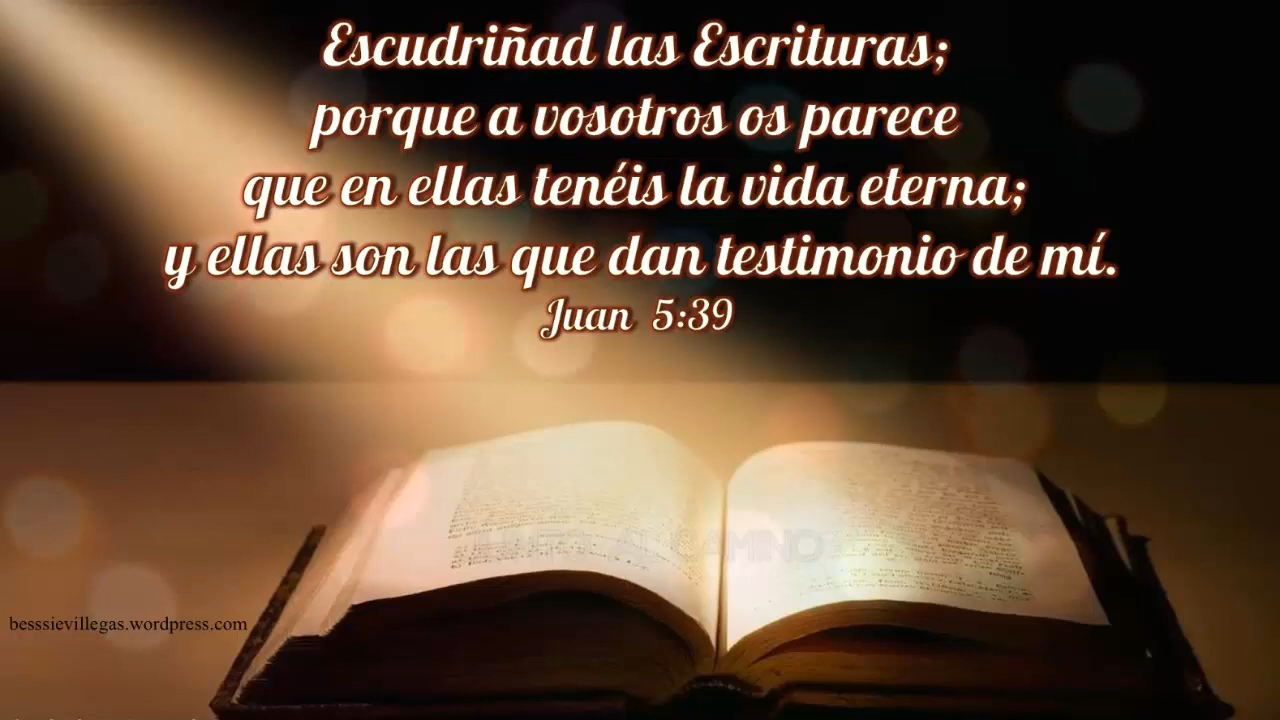 Escudriñad las Escrituras;
porque a vosotros os parece
que en ellas tenéis la vida eterna;
y ellas son las que dan testimonio de mí.
Juan 5:39
besssievillegas.wordpress.com